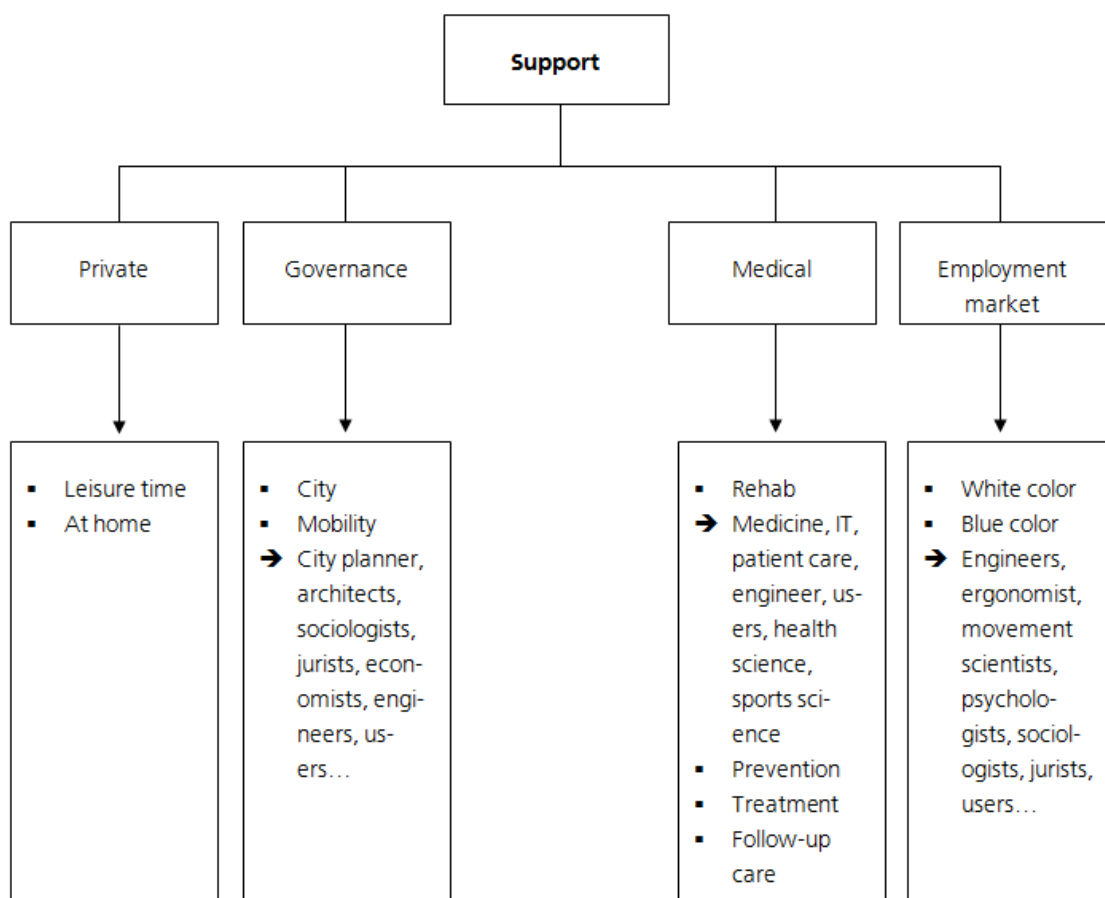 Support
Private
Governance
Medical
Employment
market
▪ Leisure time
▪ At home
▪ City
▪ Mobility
➔ City planner,
architects,
sociologists,
jurists, econ-
omists, engi-
neers, us-
ers…
▪ Rehab
➔ Medicine, IT,
patient care,
engineer, us-
ers, health
science,
sports sci-
ence
▪ Prevention
▪ Treatment
▪ Follow-up
care
▪ White color
▪ Blue color
➔ Engineers,
ergonomist,
movement
scientists,
psycholo-
gists, sociol-
ogists, jurists,
users…